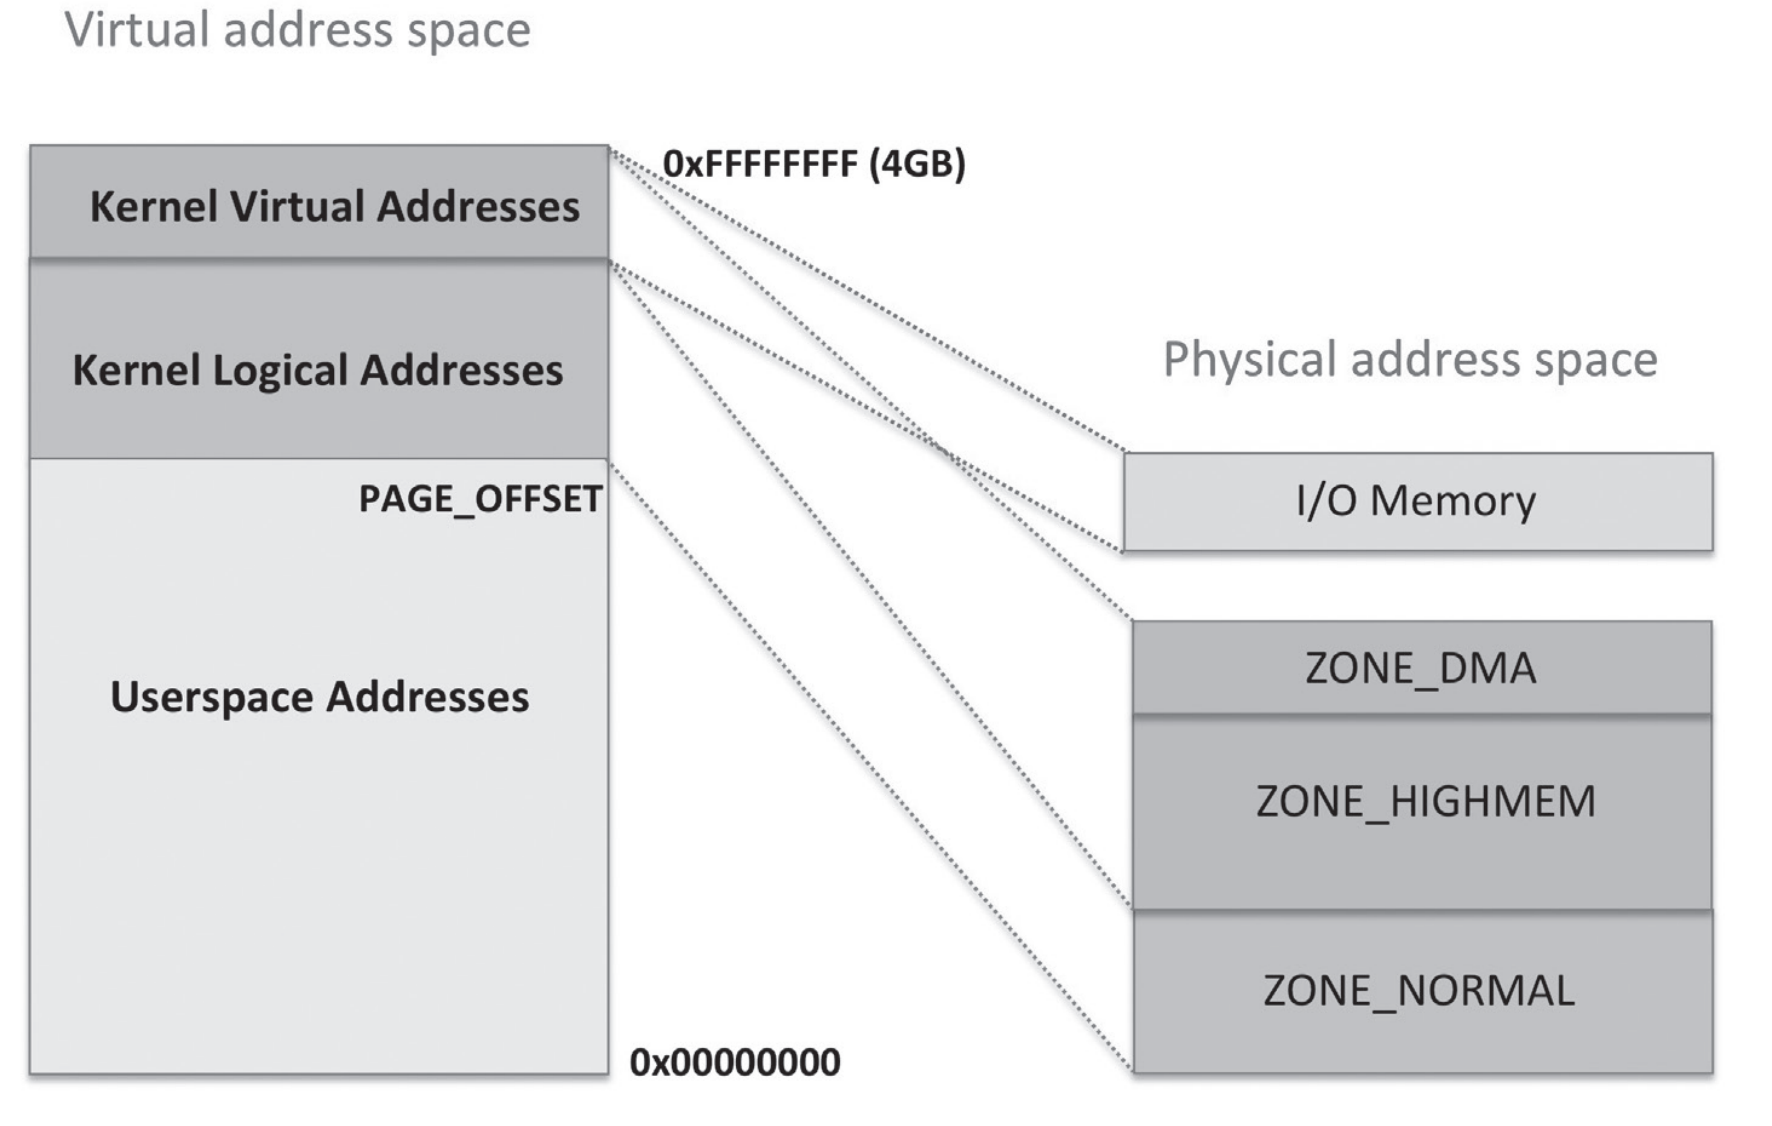 Virtual address space
0xFFFFFFFF (4GB)
Kernel Virtual Addresses
Kernel Logical Addresses
PAGE_OFFSET
Userspace Addresses
0x00000000
Physical address space
I/O Memory
ZONE_DMA
ZONE_HIGHMEM
ZONE_NORMAL